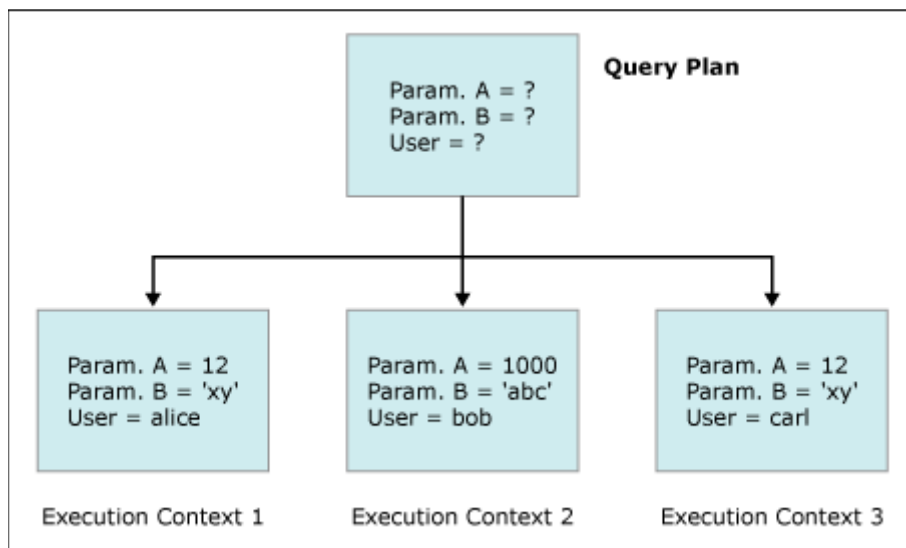 Query Plan
Param. A = ?
Param. B = ?
User = ?
Param. A = 12
Param. B = 'xy'
User = alice
Execution Context 1
Param. A = 1000
Param. B = 'abc'
User = bob
Execution Context 2
Param. A = 12
Param. B = 'xy'
User = carl
Execution Context 3